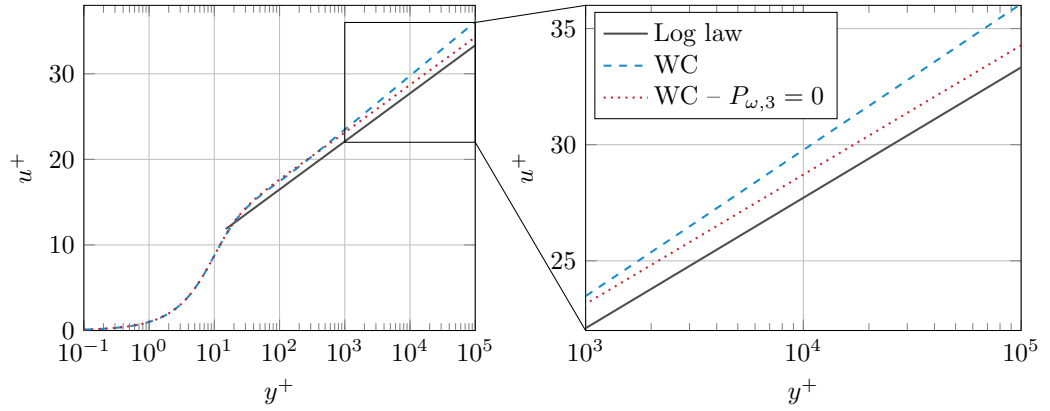 u⁺
30
20
10
0
10⁻¹ 10⁰ 10¹ 10² 10³ 10⁴ 10⁵
y⁺
Log law
WC
WC – P_{ω,3} = 0
u⁺
35
30
25
10³ 10⁴ 10⁵
y⁺